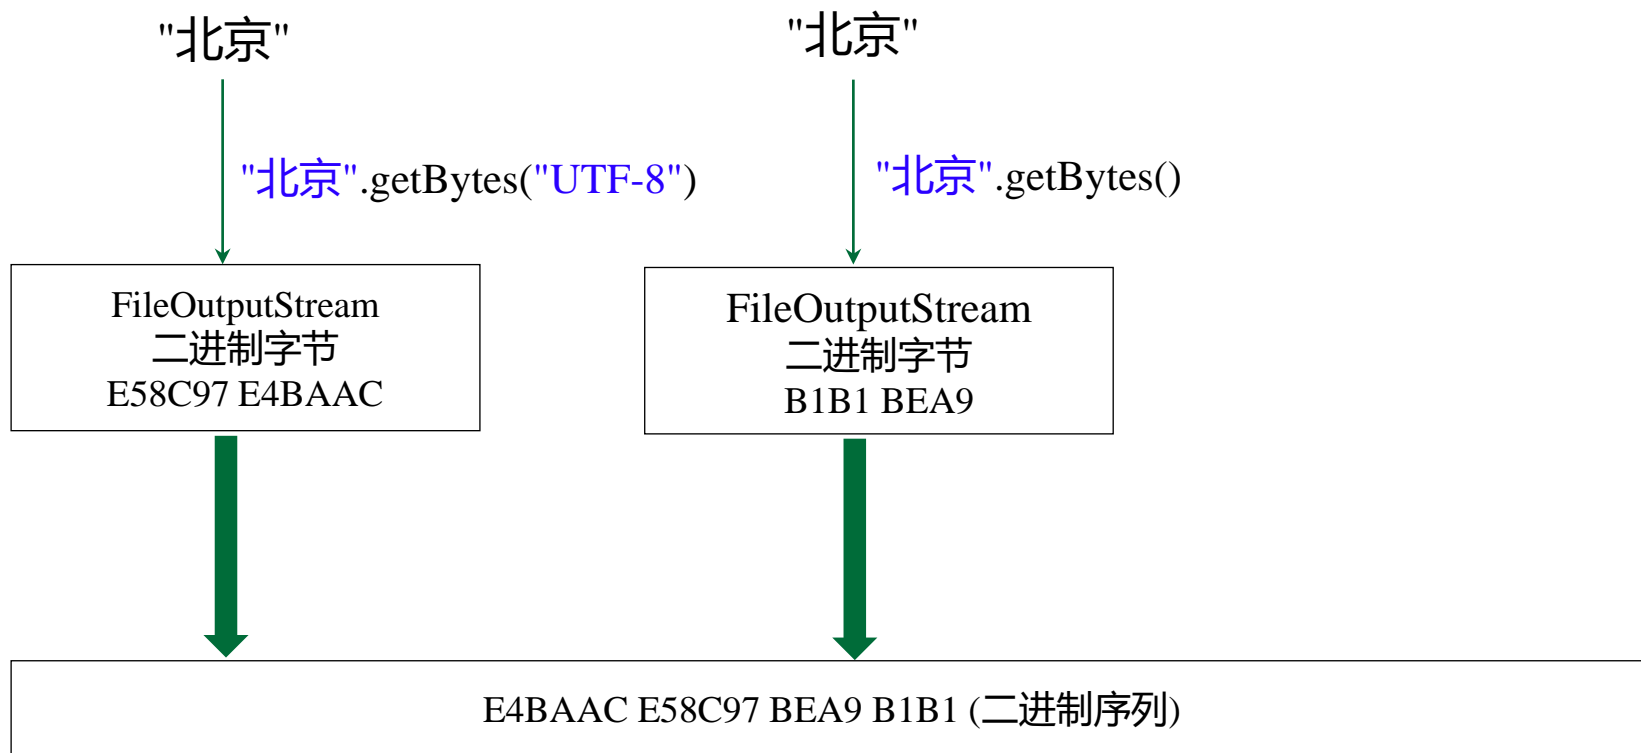 "北京"
"北京"
"北京".getBytes("UTF-8")
"北京".getBytes()
FileOutputStream
二进制字节
E58C97 E4BAAC
FileOutputStream
二进制字节
B1B1 BEA9
E4BAAC E58C97 BEA9 B1B1 (二进制序列)